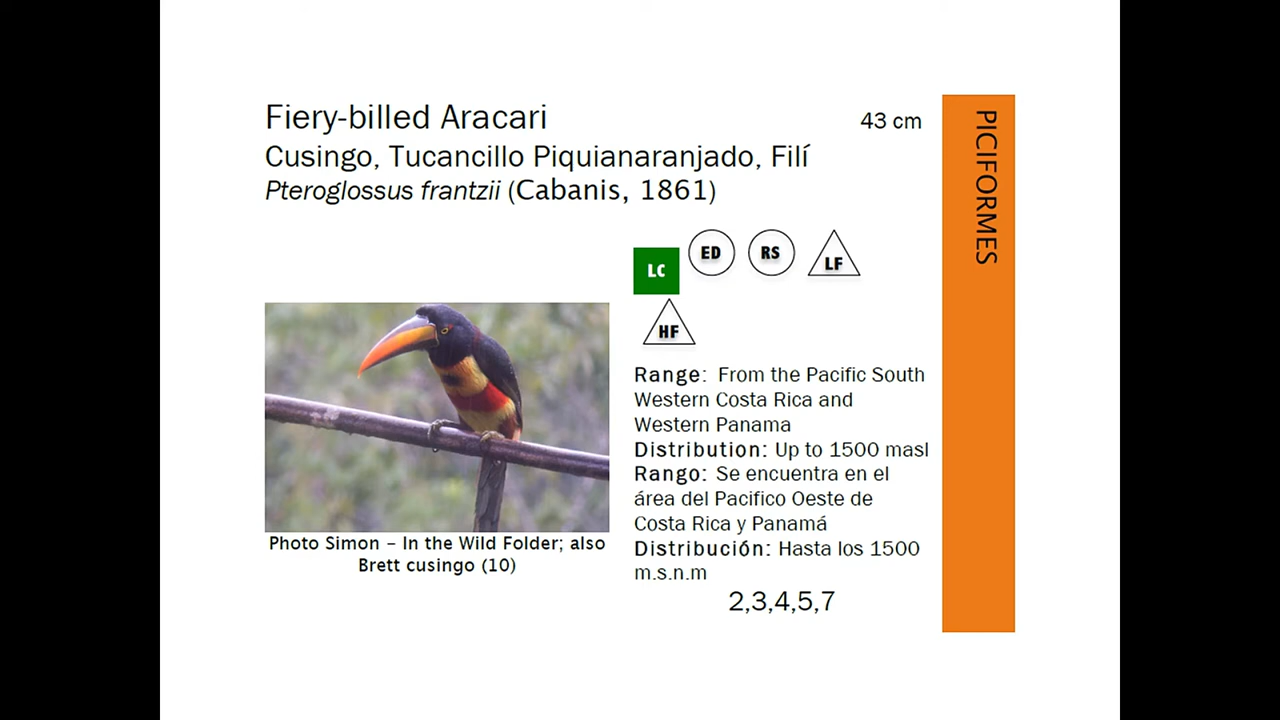 Fiery-billed Aracari
43 cm
Cusingo, Tucancillo Piquianaranjado, Filí
Pteroglossus frantzii (Cabanis, 1861)
LC
ED
RS
LF
HF
Range: From the Pacific South
Western Costa Rica and
Western Panama
Distribution: Up to 1500 masl
Rango: Se encuentra en el
área del Pacifico Oeste de
Costa Rica y Panamá
Distribución: Hasta los 1500
m.s.n.m
2,3,4,5,7
Photo Simon – In the Wild Folder; also
Brett cusingo (10)
PICIFORMES